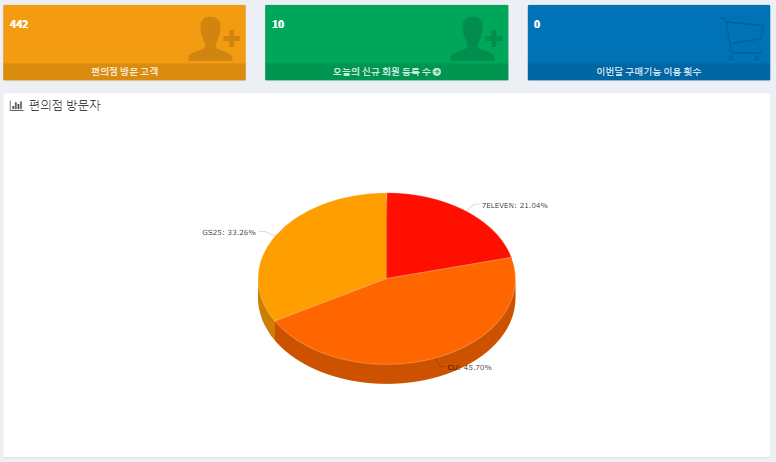 442
편의점 방문 고객
10
오늘의 신규 회원 등록 수
0
이번달 구매기능 이용 횟수
편의점 방문자
7ELEVEN: 21.04%
GS25: 33.26%
CU: 45.70%